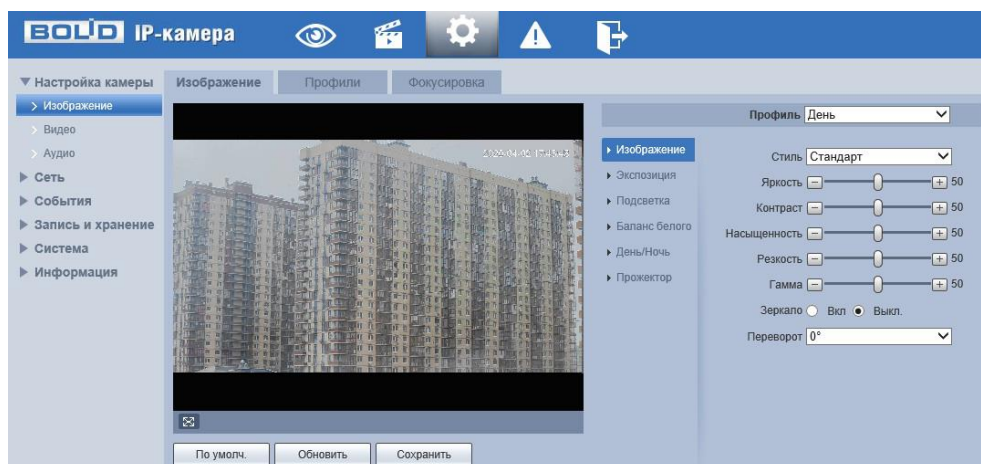 BOLID IP-камера
Настройка камеры
Изображение
Видео
Аудио
Сеть
События
Запись и хранение
Система
Информация
Изображение Профили Фокусировка
По умолч. Обновить Сохранить
Изображение
Экспозиция
Подсветка
Баланс белого
День/Ночь
Прожектор
Профиль День
Стиль Стандарт
Яркость 50
Контраст 50
Насыщенность 50
Резкость 50
Гамма 50
Зеркало Вкл Выкл.
Переворот 0°